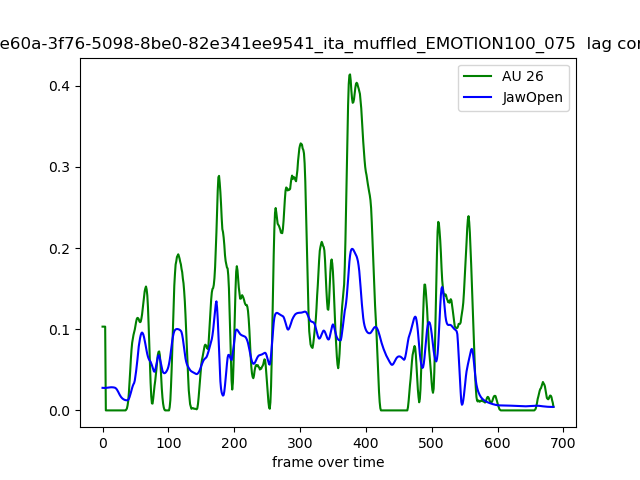 e60a-3f76-5098-8be0-82e341ee9541_ita_muffled_EMOTION100_075 lag
AU 26
JawOpen
0.4
0.3
0.2
0.1
0.0
0 100 200 300 400 500 600 700
frame over time